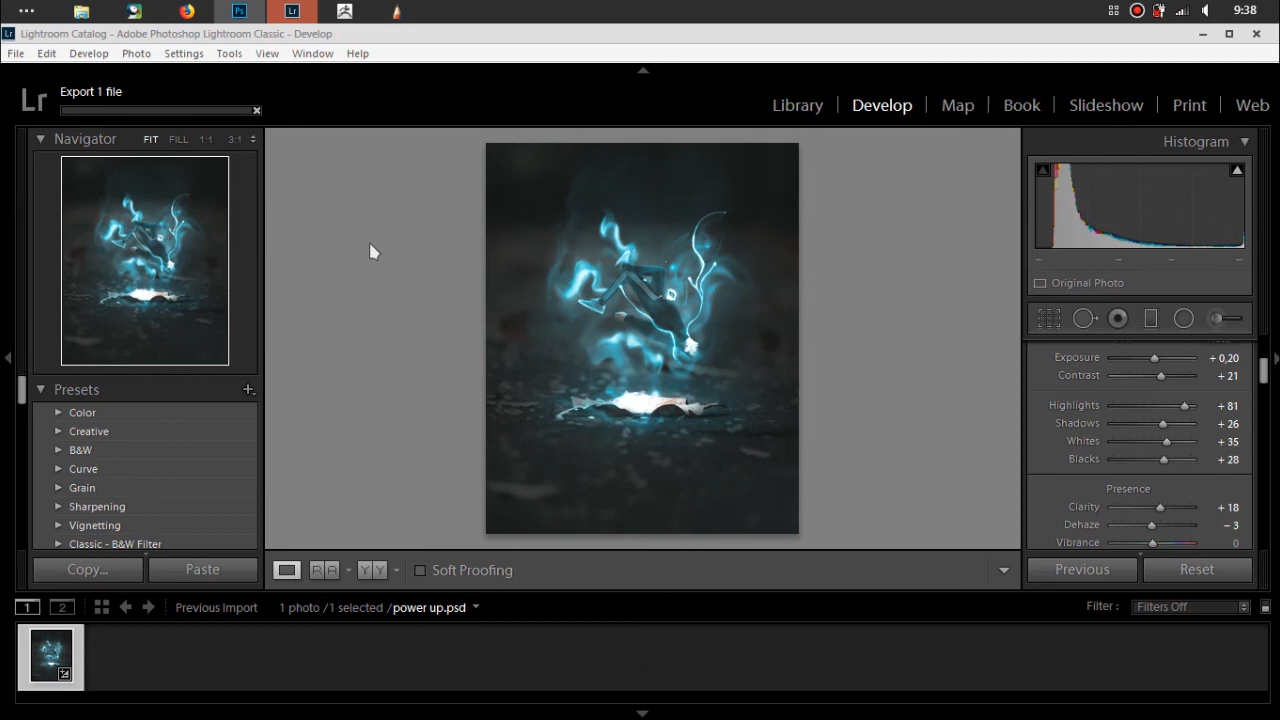 Ps Lr 9:38
Lr Lightroom Catalog - Adobe Photoshop Lightroom Classic - Develop
File Edit Develop Photo Settings Tools View Window Help
Lr Export 1 file
Library Develop Map Book Slideshow Print Web
Navigator FIT FILL 1:1 3:1
Histogram
Original Photo
Exposure + 0,20
Contrast + 21
Highlights + 81
Shadows + 26
Whites + 35
Blacks + 28
Presence
Clarity + 18
Dehaze – 3
Vibrance 0
Presets
Color
Creative
B&W
Curve
Grain
Sharpening
Vignetting
Classic - B&W Filter
Copy... Paste
R A Y Y Soft Proofing
Previous Reset
1 2 Previous Import 1 photo /1 selected /power up.psd Filter : Filters Off